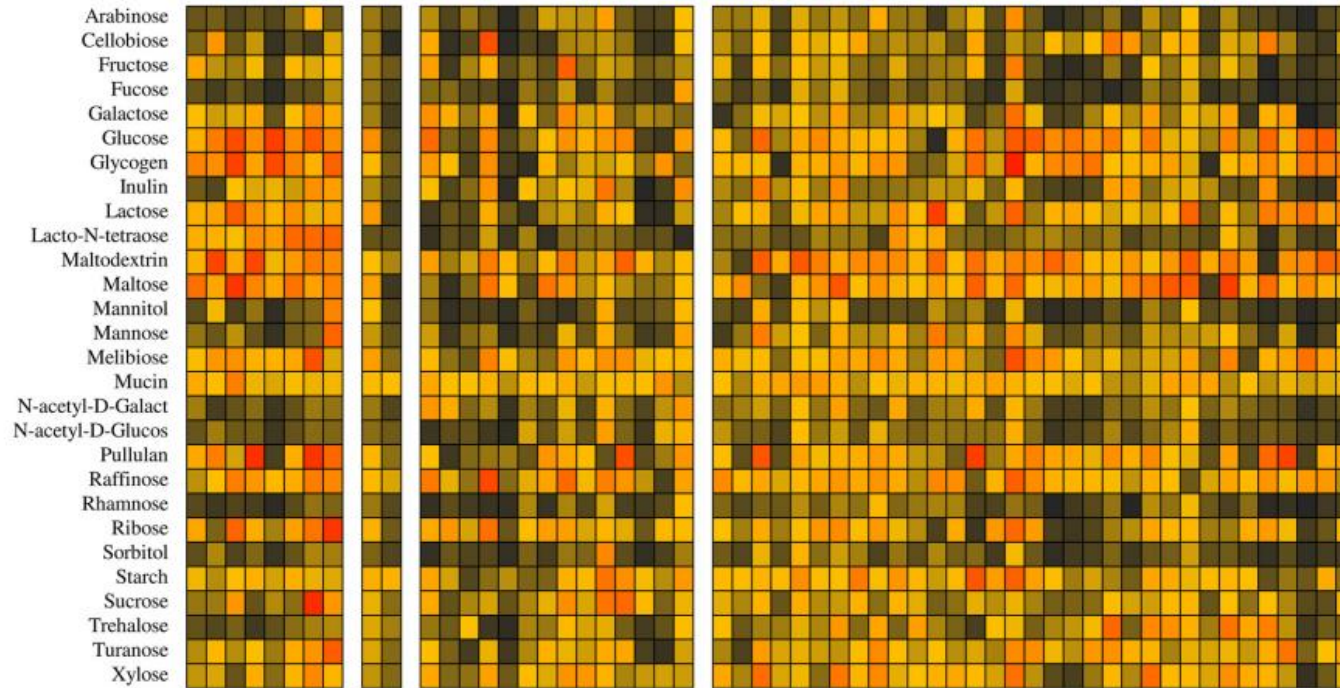 Arabinose
Cellobiose
Fructose
Fucose
Galactose
Glucose
Glycogen
Inulin
Lactose
Lacto-N-tetraose
Maltodextrin
Maltose
Mannitol
Mannose
Melibiose
Mucin
N-acetyl-D-Galact
N-acetyl-D-Glucos
Pullulan
Raffinose
Rhamnose
Ribose
Sorbitol
Starch
Sucrose
Trehalose
Turanose
Xylose